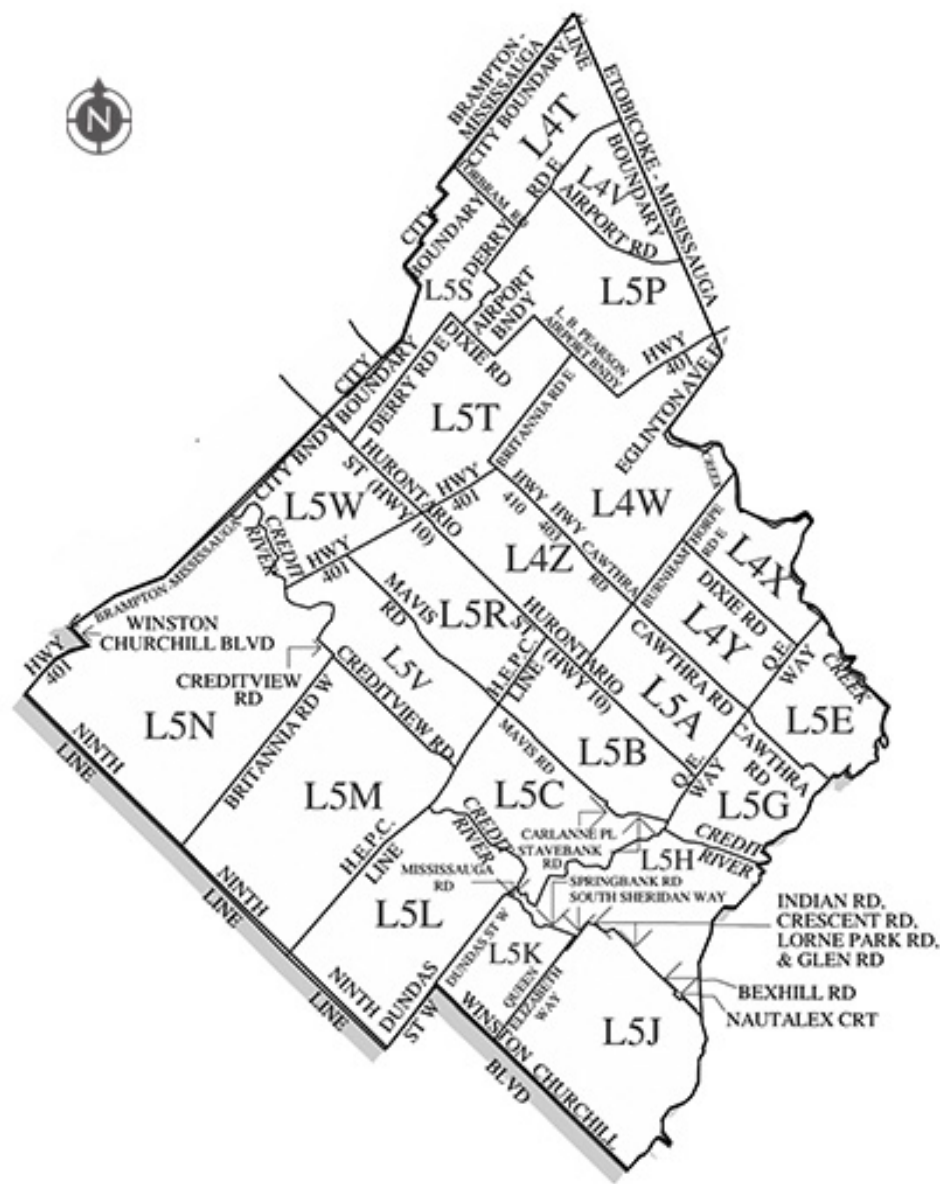 N
BRAMPTON -
MISSISSAUGA
CITY BOUNDARY
LINE
ETOBICOKE - MISSISSAUGA
BOUNDARY
L4T
TORBRAM RD
RD E
L4V
AIRPORT RD
CITY
BOUNDARY
DERRY
L5S
AIRPORT
BNDY
L5P
L. B. PEARSON
AIRPORT BNDY
HWY
401
DIXIE RD
DERRY RD E
CITY
CITY BNDY BOUNDARY
L5T
BRITANNIA RD E
EGLINTON AVE E
CREEK
HURONTARIO
ST (HWY 10)
HWY
401
HWY
410
HWY
403
CAWTHRA
RD
L4W
BURNHAMTHORPE
RD E
L5W
CREDIT
RIVER
HWY
401
L4Z
L4X
DIXIE RD
L4Y
BRAMPTON -MISSISSAUGA
MAVIS
RD
L5R
HURONTARIO
ST (HWY 10)
CAWTHRA RD
Q.E.
WAY
CREEK
WINSTON
CHURCHILL BLVD
HWY
401
CREDITVIEW
RD
L5V
CREDITVIEW RD
H.E.P.C.
LINE
L5A
L5E
L5N
BRITANNIA RD W
L5B
Q.E.
WAY
CAWTHRA
RD
NINTH
LINE
L5M
MAVIS RD
L5C
L5G
CREDIT
RIVER
CARLANNE PL
STAVEBANK
RD
L5H
H.E.P.C.
LINE
CREDIT
RIVER
MISSISSAUGA
RD
SPRINGBANK RD
SOUTH SHERIDAN WAY
INDIAN RD,
CRESCENT RD,
LORNE PARK RD,
& GLEN RD
NINTH
LINE
L5L
DUNDAS ST W
L5K
BEXHILL RD
NAUTALEX CRT
NINTH
LINE
DUNDAS
ST W
QUEEN
ELIZABETH
WAY
L5J
WINSTON CHURCHILL
BLVD